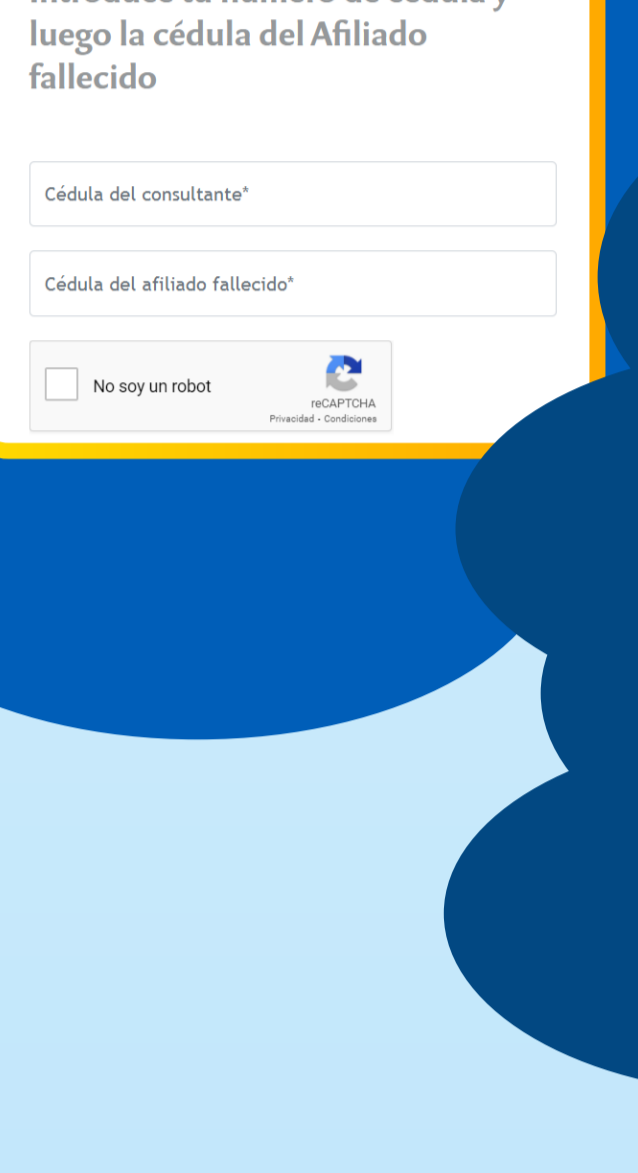 luego la cédula del Afiliado
fallecido
Cédula del consultante*
Cédula del afiliado fallecido*
No soy un robot
reCAPTCHA
Privacidad - Condiciones